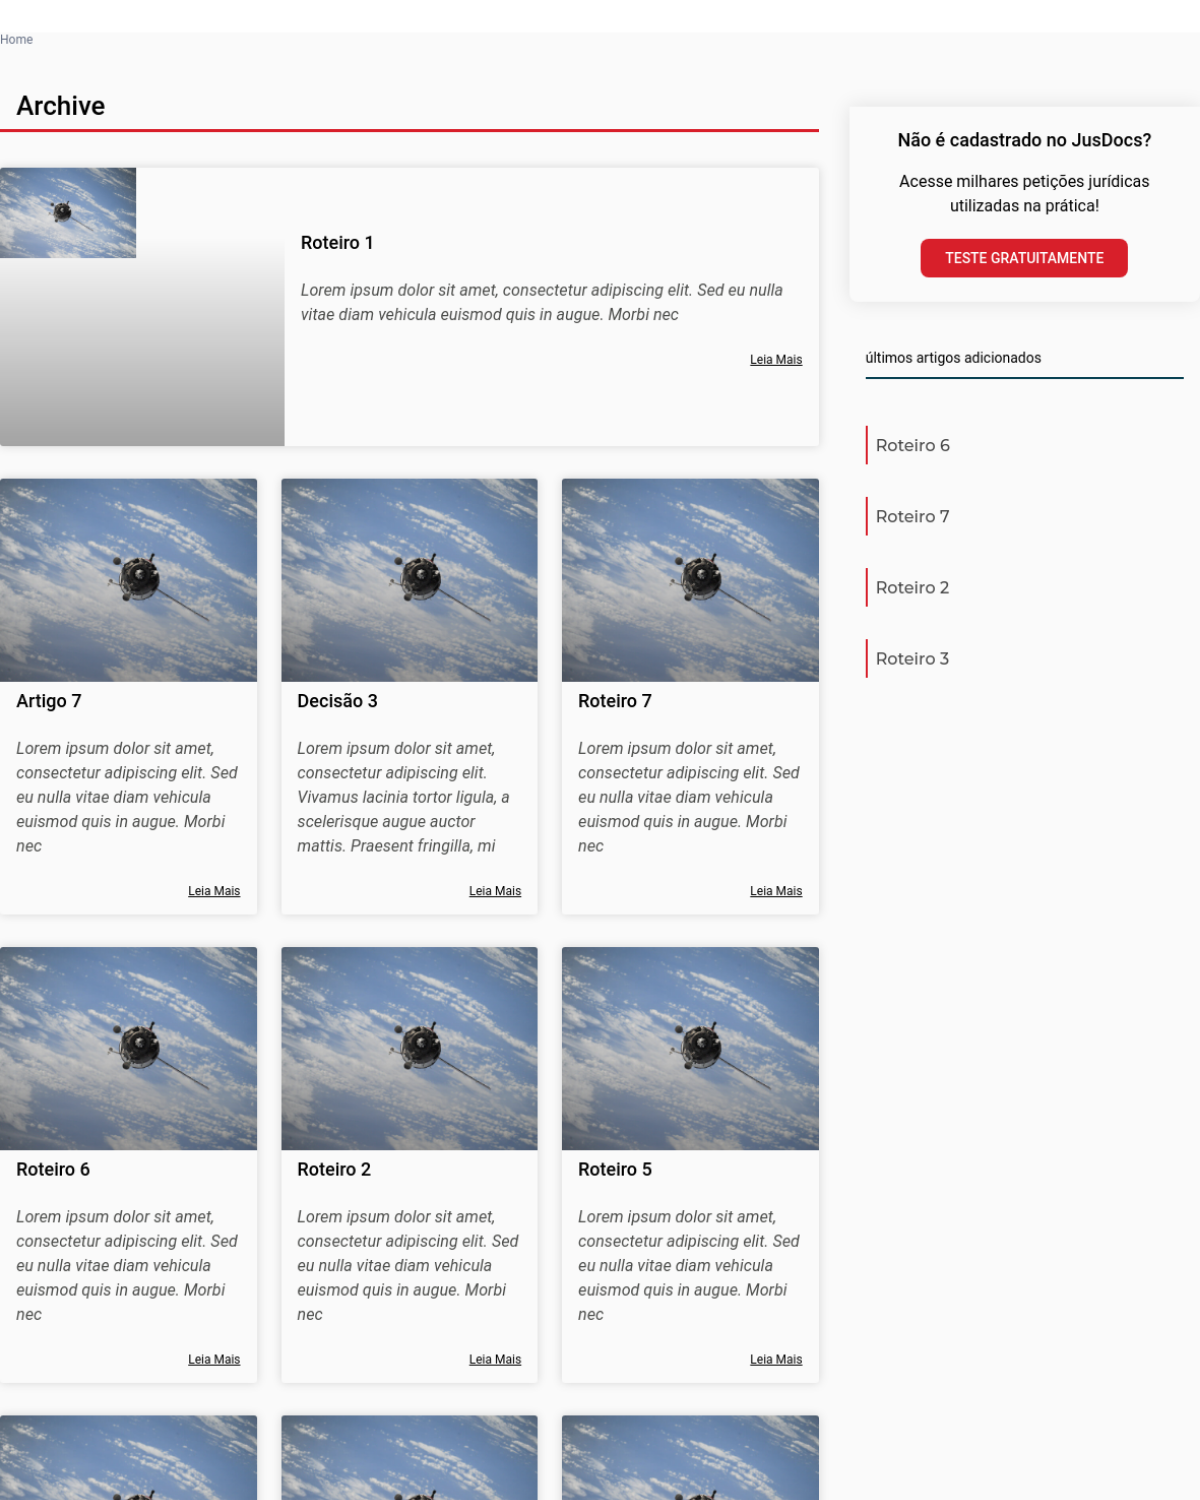 Home
Archive
Roteiro 1
Lorem ipsum dolor sit amet, consectetur adipiscing elit. Sed eu nulla
vitae diam vehicula euismod quis in augue. Morbi nec
Leia Mais
Artigo 7
Lorem ipsum dolor sit amet,
consectetur adipiscing elit. Sed
eu nulla vitae diam vehicula
euismod quis in augue. Morbi
nec
Leia Mais
Decisão 3
Lorem ipsum dolor sit amet,
consectetur adipiscing elit.
Vivamus lacinia tortor ligula, a
scelerisque augue auctor
mattis. Praesent fringilla, mi
Leia Mais
Roteiro 7
Lorem ipsum dolor sit amet,
consectetur adipiscing elit. Sed
eu nulla vitae diam vehicula
euismod quis in augue. Morbi
nec
Leia Mais
Roteiro 6
Lorem ipsum dolor sit amet,
consectetur adipiscing elit. Sed
eu nulla vitae diam vehicula
euismod quis in augue. Morbi
nec
Leia Mais
Roteiro 2
Lorem ipsum dolor sit amet,
consectetur adipiscing elit. Sed
eu nulla vitae diam vehicula
euismod quis in augue. Morbi
nec
Leia Mais
Roteiro 5
Lorem ipsum dolor sit amet,
consectetur adipiscing elit. Sed
eu nulla vitae diam vehicula
euismod quis in augue. Morbi
nec
Leia Mais
Não é cadastrado no JusDocs?
Acesse milhares petições jurídicas
utilizadas na prática!
TESTE GRATUITAMENTE
últimos artigos adicionados
Roteiro 6
Roteiro 7
Roteiro 2
Roteiro 3